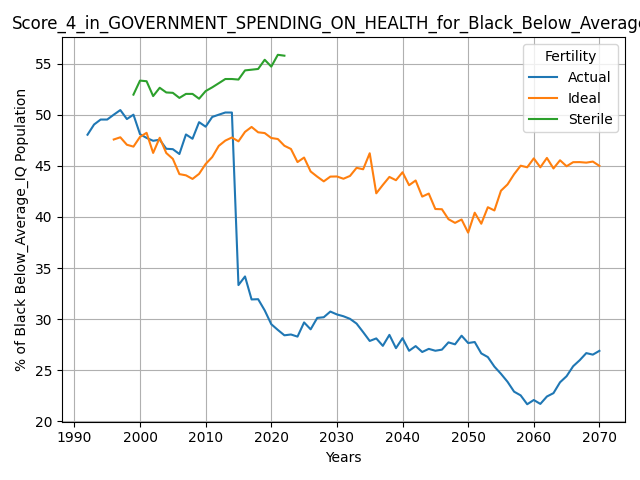 Score_4_in_GOVERNMENT_SPENDING_ON_HEALTH_for_Black_Below_Average
Fertility
Actual
Ideal
Sterile
% of Black Below_Average_IQ Population
55
50
45
40
35
30
25
20
1990 2000 2010 2020 2030 2040 2050 2060 2070
Years